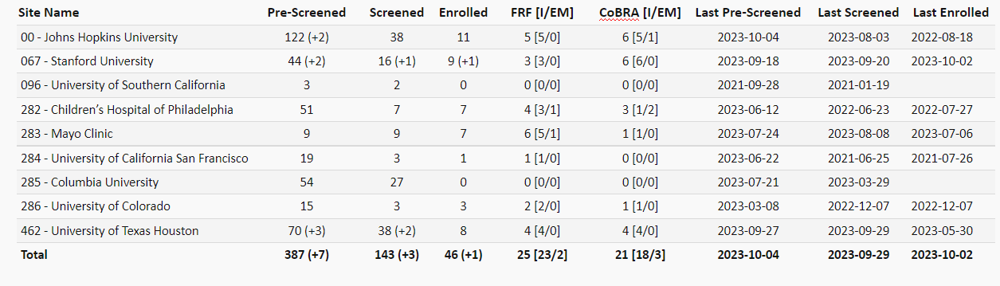 Site Name Pre-Screened Screened Enrolled FRF [I/EM] CoBRA [I/EM] Last Pre-Screened Last Screened Last Enrolled
00 - Johns Hopkins University 122 (+2) 38 11 5 [5/0] 6 [5/1] 2023-10-04 2023-08-03 2022-08-18
067 - Stanford University 44 (+2) 16 (+1) 9 (+1) 3 [3/0] 6 [6/0] 2023-09-18 2023-09-20 2023-10-02
096 - University of Southern California 3 2 0 0 [0/0] 0 [0/0] 2021-09-28 2021-01-19
282 - Children’s Hospital of Philadelphia 51 7 7 4 [3/1] 3 [1/2] 2023-06-12 2022-06-23 2022-07-27
283 - Mayo Clinic 9 9 7 6 [5/1] 1 [1/0] 2023-07-24 2023-08-08 2023-07-06
284 - University of California San Francisco 19 3 1 1 [1/0] 0 [0/0] 2023-06-22 2021-06-25 2021-07-26
285 - Columbia University 54 27 0 0 [0/0] 0 [0/0] 2023-07-21 2023-03-29
286 - University of Colorado 15 3 3 2 [2/0] 1 [1/0] 2023-03-08 2022-12-07 2022-12-07
462 - University of Texas Houston 70 (+3) 38 (+2) 8 4 [4/0] 4 [4/0] 2023-09-27 2023-09-29 2023-05-30
Total 387 (+7) 143 (+3) 46 (+1) 25 [23/2] 21 [18/3] 2023-10-04 2023-09-29 2023-10-02